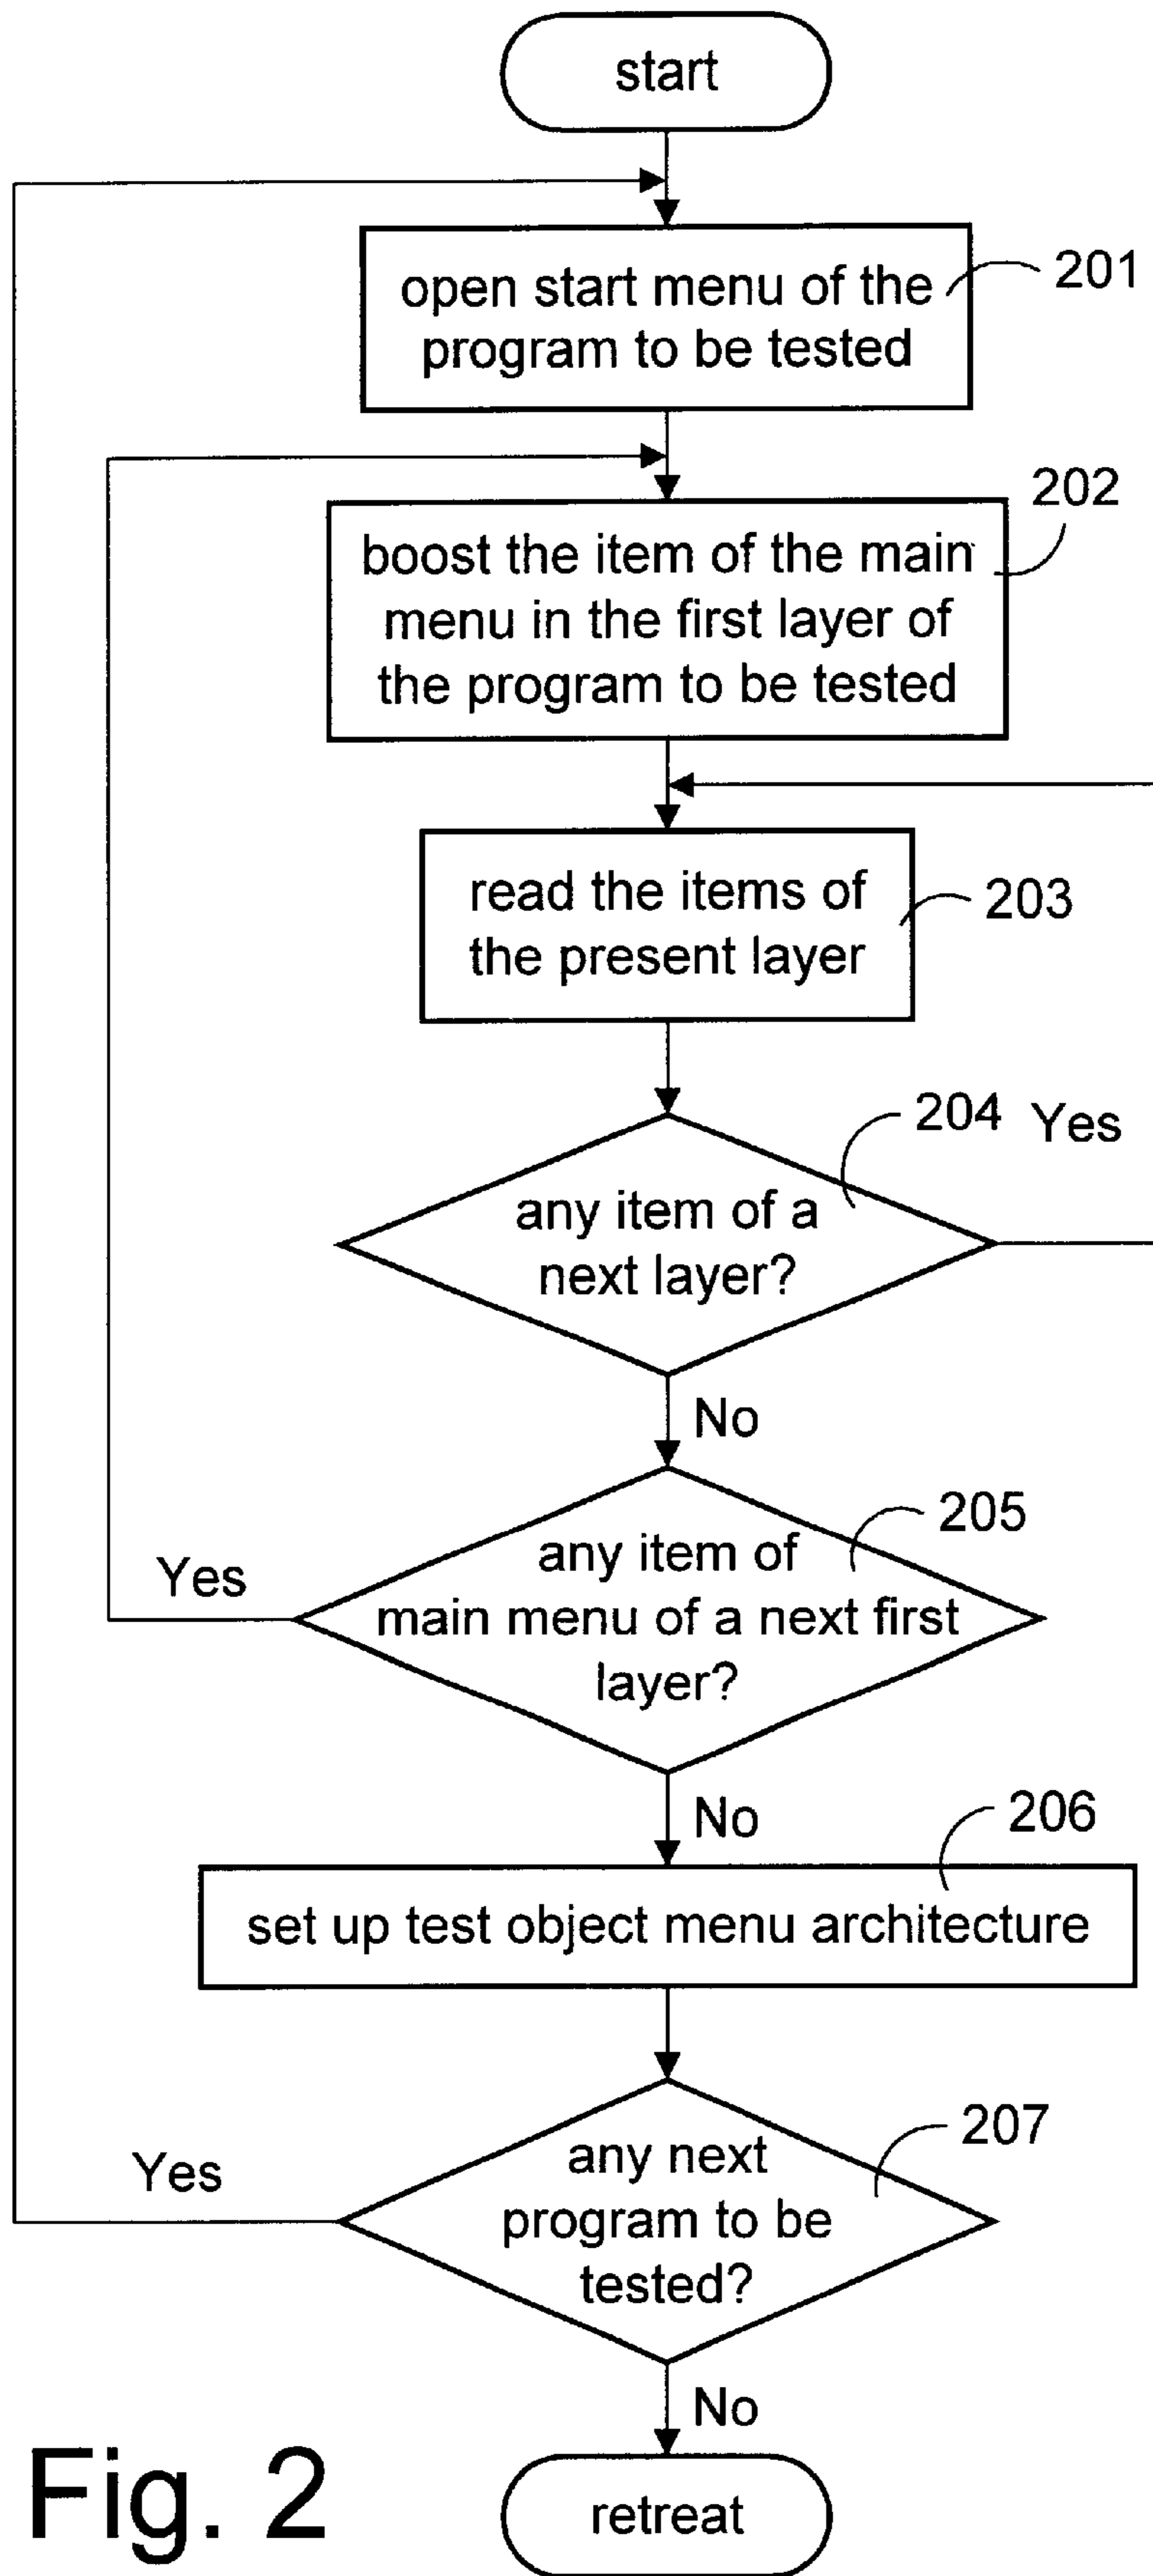 start
open start menu of the
program to be tested
201
boost the item of the main
menu in the first layer of
the program to be tested
202
read the items of
the present layer
203
204
Yes
any item of a
next layer?
No
205
any item of
main menu of a next first
layer?
Yes
No
206
set up test object menu architecture
207
any next
program to be
tested?
Yes
No
retreat
Fig. 2